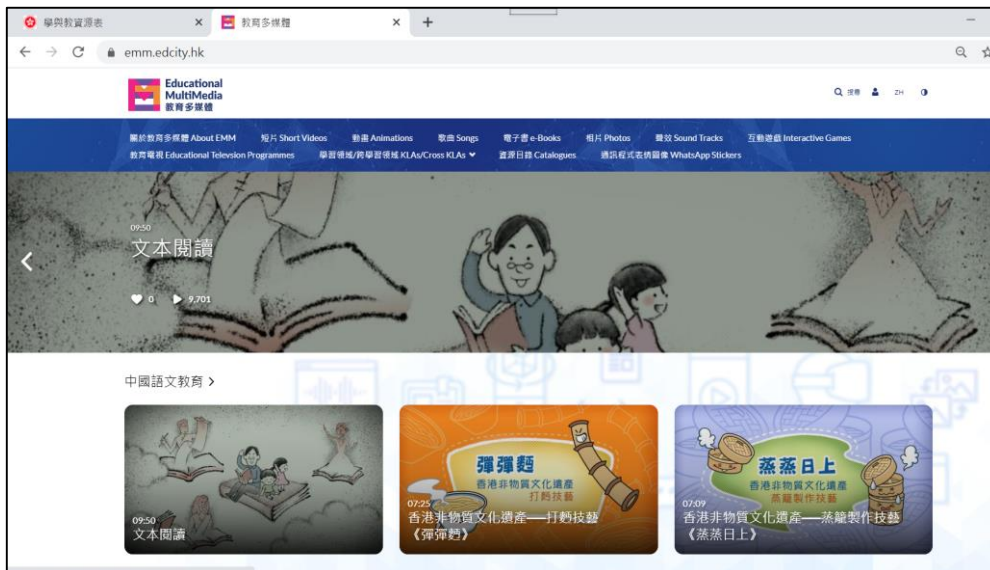 學與教資源表
教育多媒體
emm.edcity.hk
Educational
MultiMedia
教育多媒體
搜尋
ZH
關於教育多媒體 About EMM 短片 Short Videos 動畫 Animations 歌曲 Songs 電子書 e-Books 相片 Photos 聲效 Sound Tracks 互動遊戲 Interactive Games
教育電視 Educational Televsion Programmes 學習領域/跨學習領域 KLAs/Cross KLAs 資源目錄 Catalogues 通訊程式表情圖像 WhatsApp Stickers
09:50
文本閱讀
0 9,701
中國語文教育 >
09:50
文本閱讀
彈彈麪
香港非物質文化遺產
打麪技藝
07:25
香港非物質文化遺產──打麪技藝
《彈彈麪》
蒸蒸日上
香港非物質文化遺產
蒸籠製作技藝
07:09
香港非物質文化遺產──蒸籠製作技藝
《蒸蒸日上》